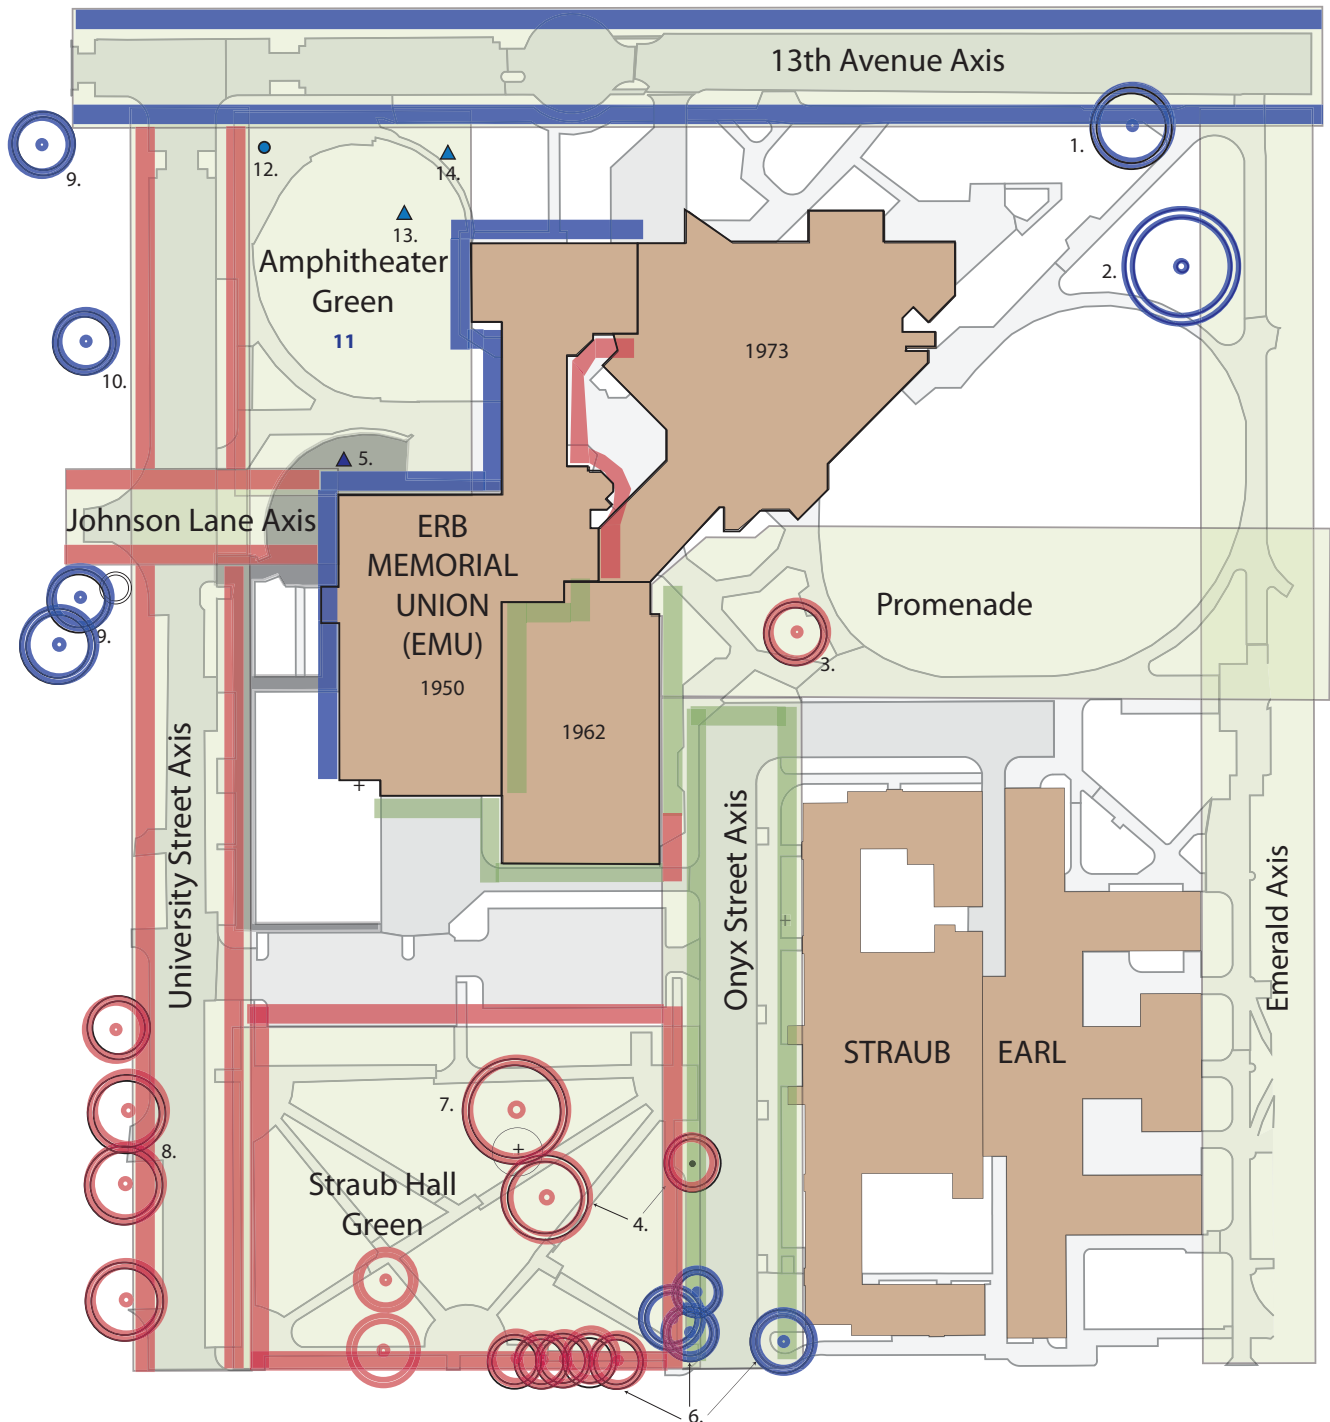 13th Avenue Axis
1.
9.
12.
14.
13.
Amphitheater
Green
11
2.
1973
10.
5.
Johnson Lane Axis
ERB
MEMORIAL
UNION
(EMU)
1950
Promenade
3.
9.
1962
University Street Axis
Onyx Street Axis
Emerald Axis
STRAUB
EARL
7.
8.
Straub Hall
Green
4.
6.